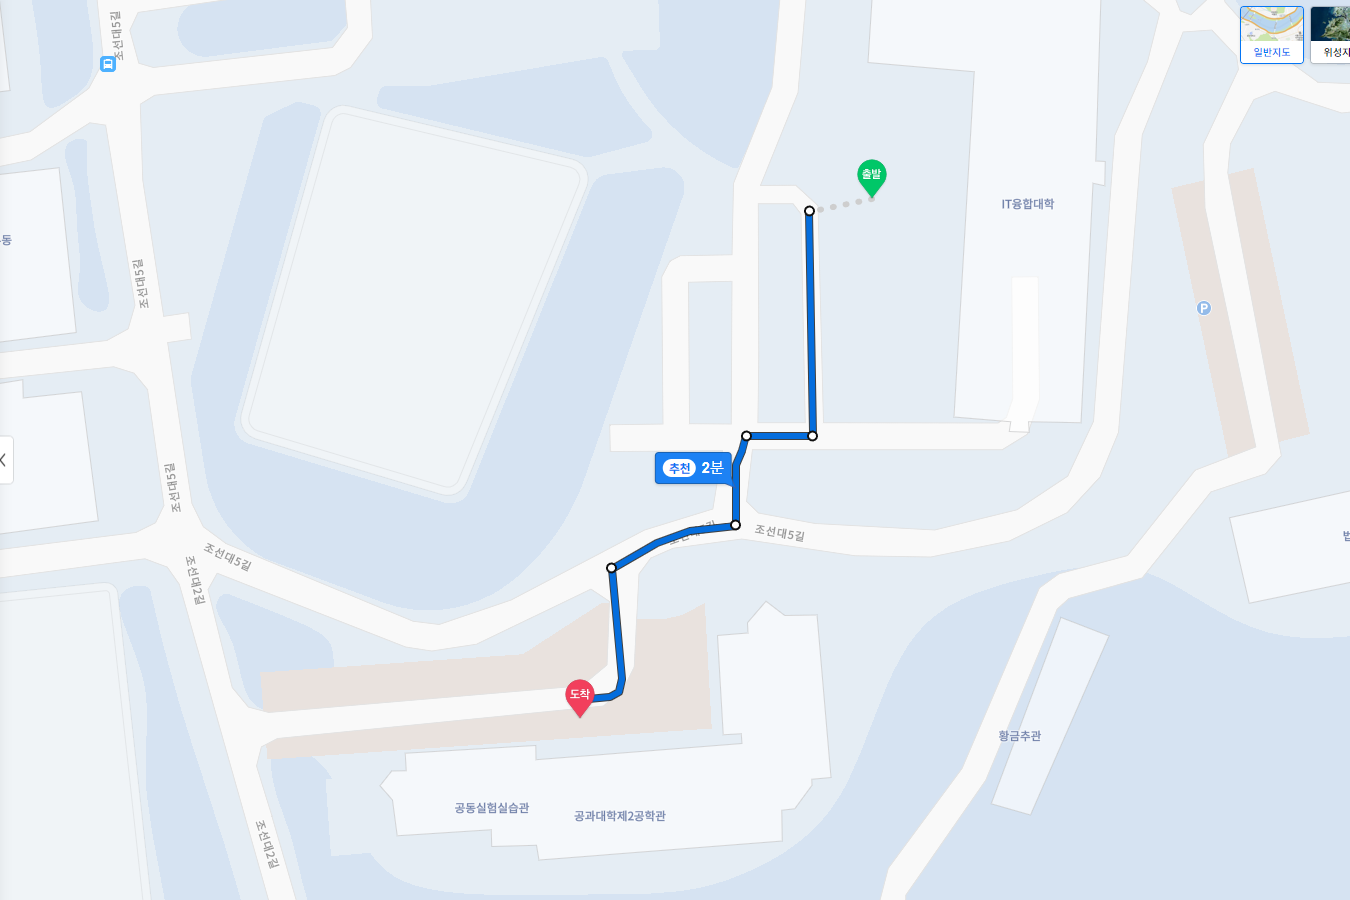 조선대5길
일반지도
위성지
출발
IT융합대학
동
조선대5길
P
추천 2분
조선대5길
조선대5길
조선대5길
조선대2길
법
도착
황금추관
공동실험실습관
공과대학제2공학관
조선대2길